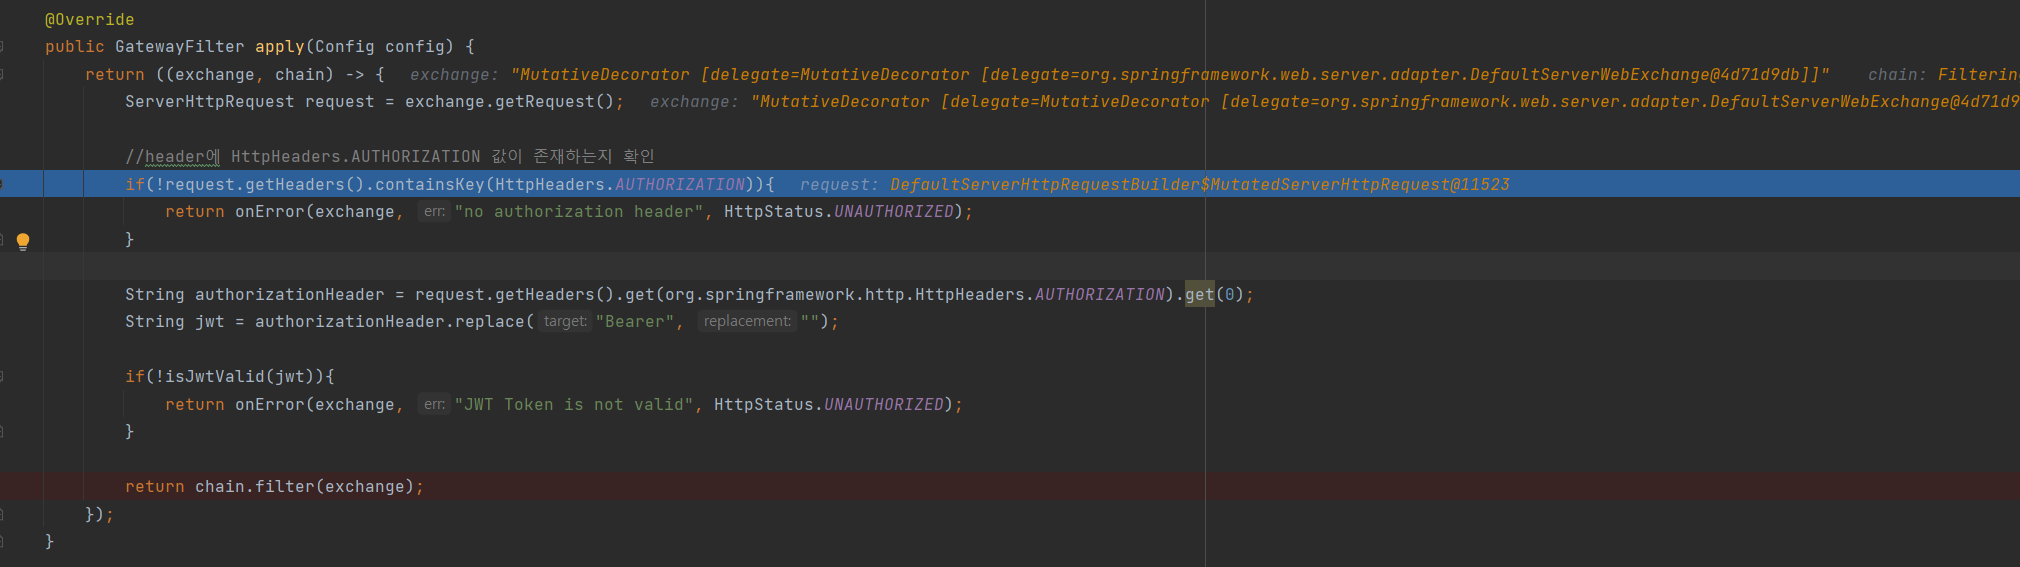 @Override
public GatewayFilter apply(Config config) {
return ((exchange, chain) -> { exchange: "MutativeDecorator [delegate=MutativeDecorator [delegate=org.springframework.web.server.adapter.DefaultServerWebExchange@4d71d9db]]" chain: Filtering
ServerHttpRequest request = exchange.getRequest(); exchange: "MutativeDecorator [delegate=MutativeDecorator [delegate=org.springframework.web.server.adapter.DefaultServerWebExchange@4d71d9
//header에 HttpHeaders.AUTHORIZATION 값이 존재하는지 확인
if(!request.getHeaders().containsKey(HttpHeaders.AUTHORIZATION)){ request: DefaultServerHttpRequestBuilder$MutatedServerHttpRequest@11523
return onError(exchange, err: "no authorization header", HttpStatus.UNAUTHORIZED);
}
String authorizationHeader = request.getHeaders().get(org.springframework.http.HttpHeaders.AUTHORIZATION).get(0);
String jwt = authorizationHeader.replace( target: "Bearer", replacement: "");
if(!isJwtValid(jwt)){
return onError(exchange, err: "JWT Token is not valid", HttpStatus.UNAUTHORIZED);
}
return chain.filter(exchange);
});
}